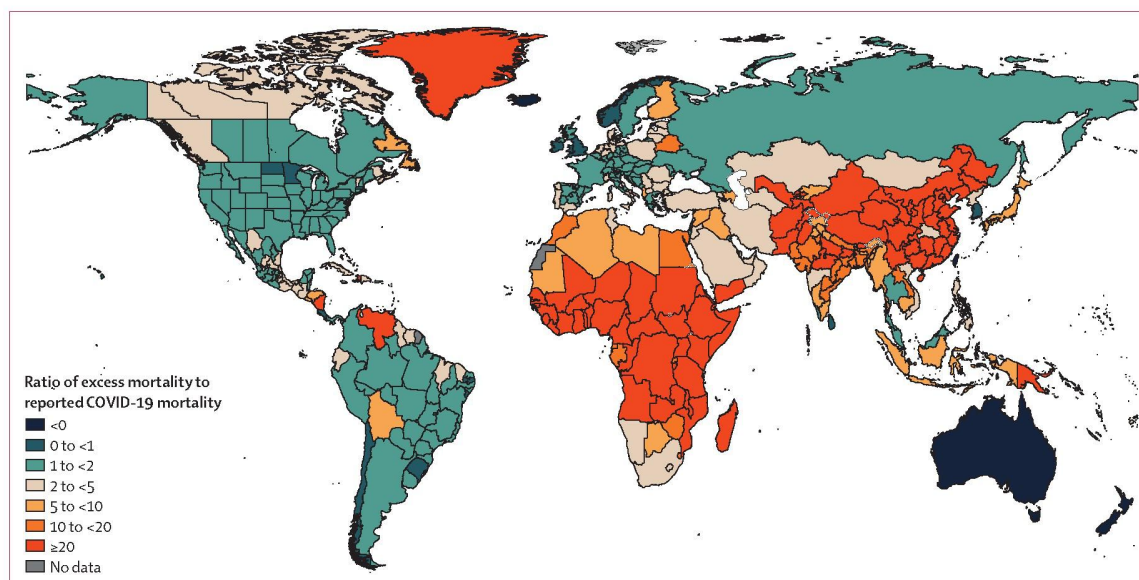 Ratio of excess mortality to
reported COVID-19 mortality
<0
0 to <1
1 to <2
2 to <5
5 to <10
10 to <20
≥20
No data